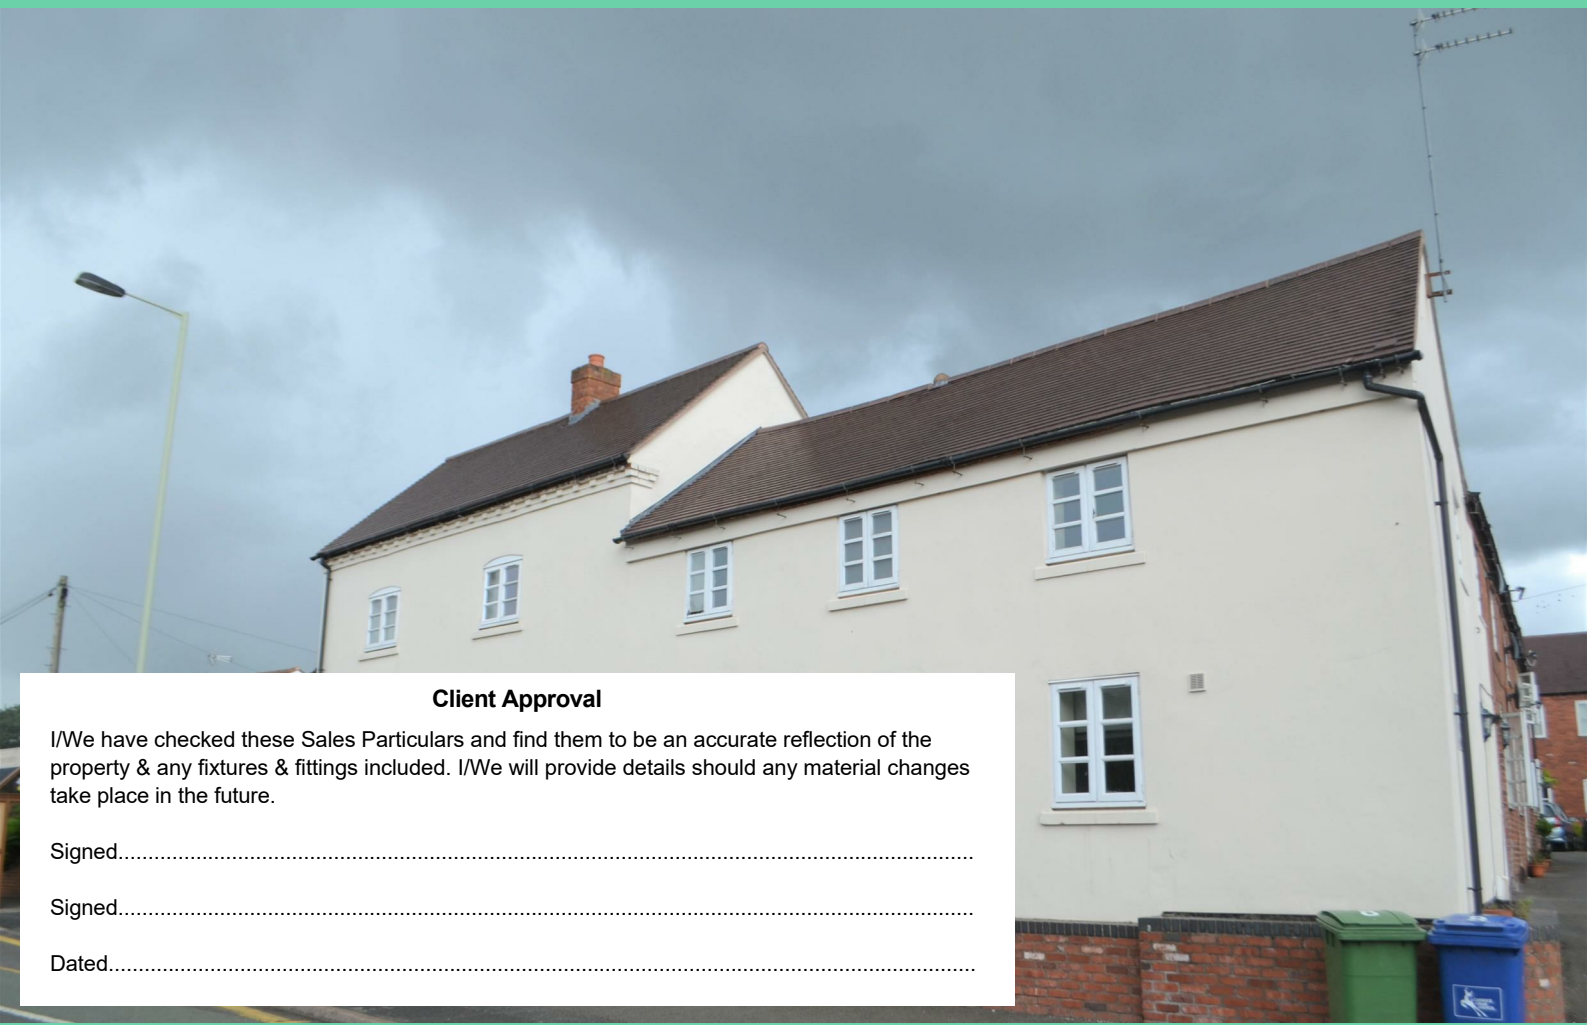 Client Approval
I/We have checked these Sales Particulars and find them to be an accurate reflection of the
property & any fixtures & fittings included. I/We will provide details should any material changes
take place in the future.
Signed................................................................................................................................................
Signed................................................................................................................................................
Dated..................................................................................................................................................